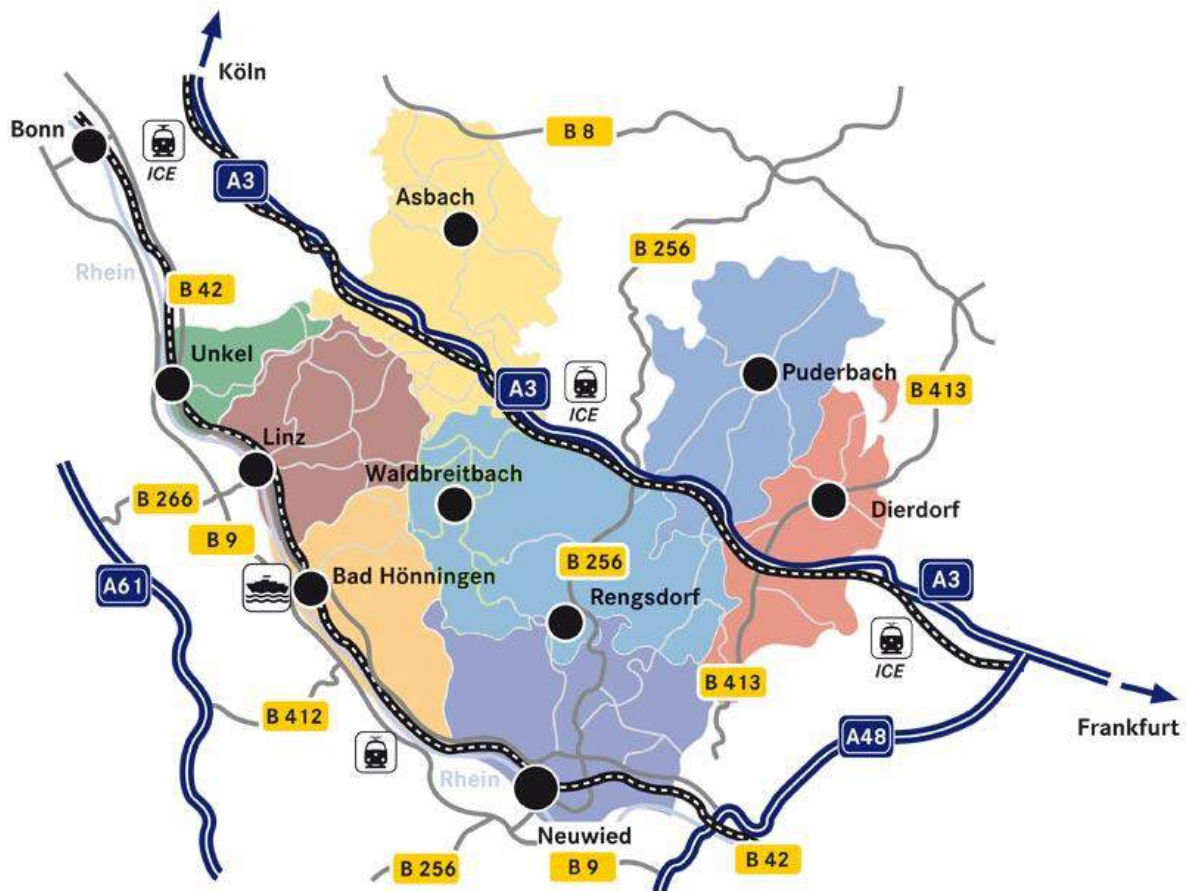 Köln
Bonn
ICE
B 8
A3
Asbach
B 256
Rhein
B 42
Unkel
A3
ICE
Puderbach
B 413
Linz
Waldbreitbach
B 266
Dierdorf
B 9
B 256
A61
Bad Hönningen
Rengsdorf
A3
ICE
B 413
B 412
Frankfurt
A48
Rhein
Neuwied
B 256
B 9
B 42